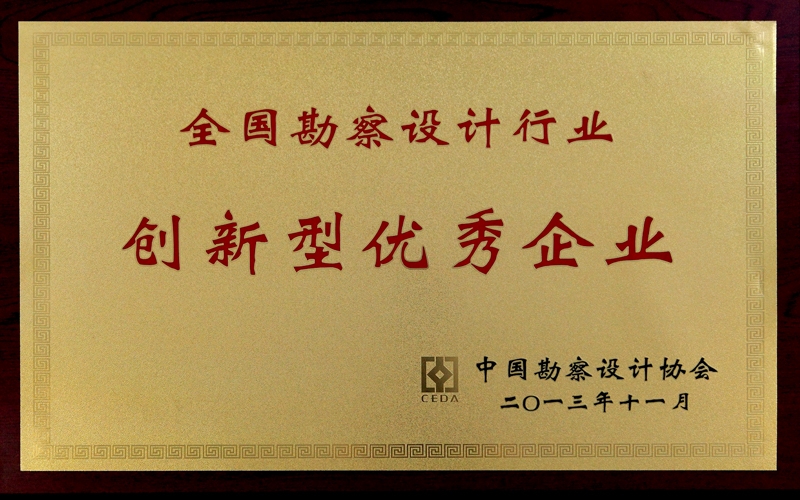 全国勘察设计行业
创新型优秀企业
CEDA
中国勘察设计协会
二〇一三年十一月